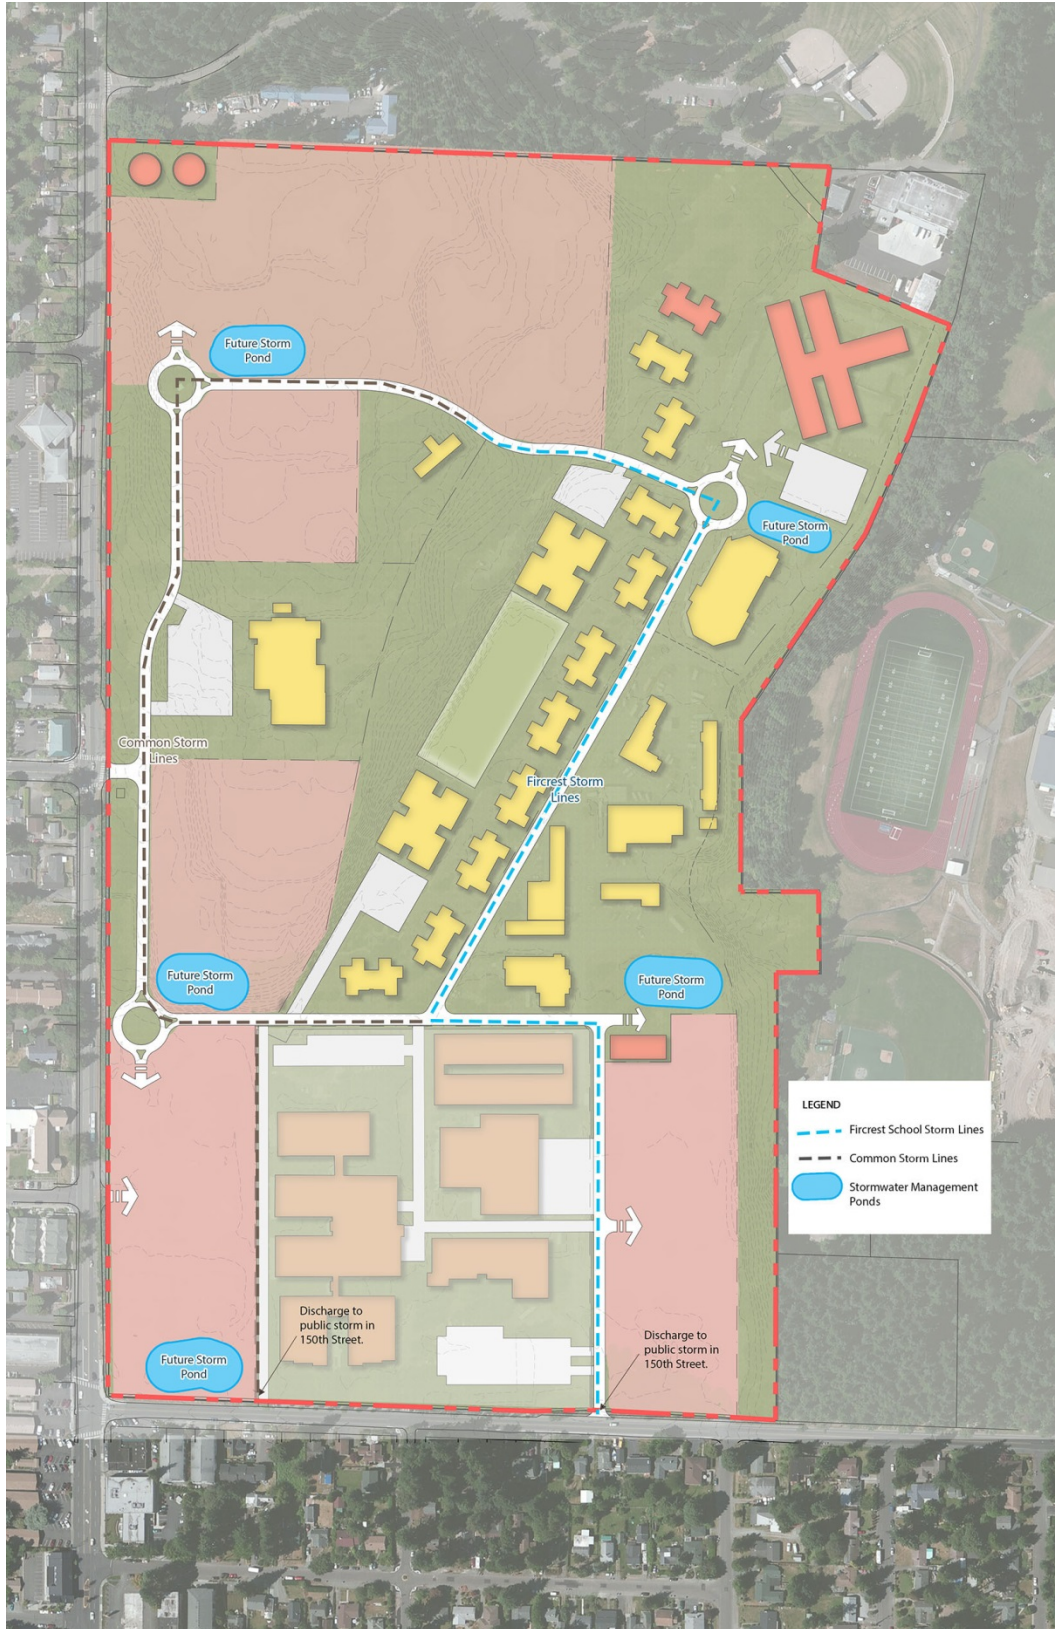 Future Storm
Pond
Future Storm
Pond
Common Storm
Lines
Fircrest Storm
Lines
Future Storm
Pond
Future Storm
Pond
LEGEND
Fircrest School Storm Lines
Common Storm Lines
Stormwater Management
Ponds
Discharge to
public storm in
150th Street.
Discharge to
public storm in
150th Street.
Future Storm
Pond